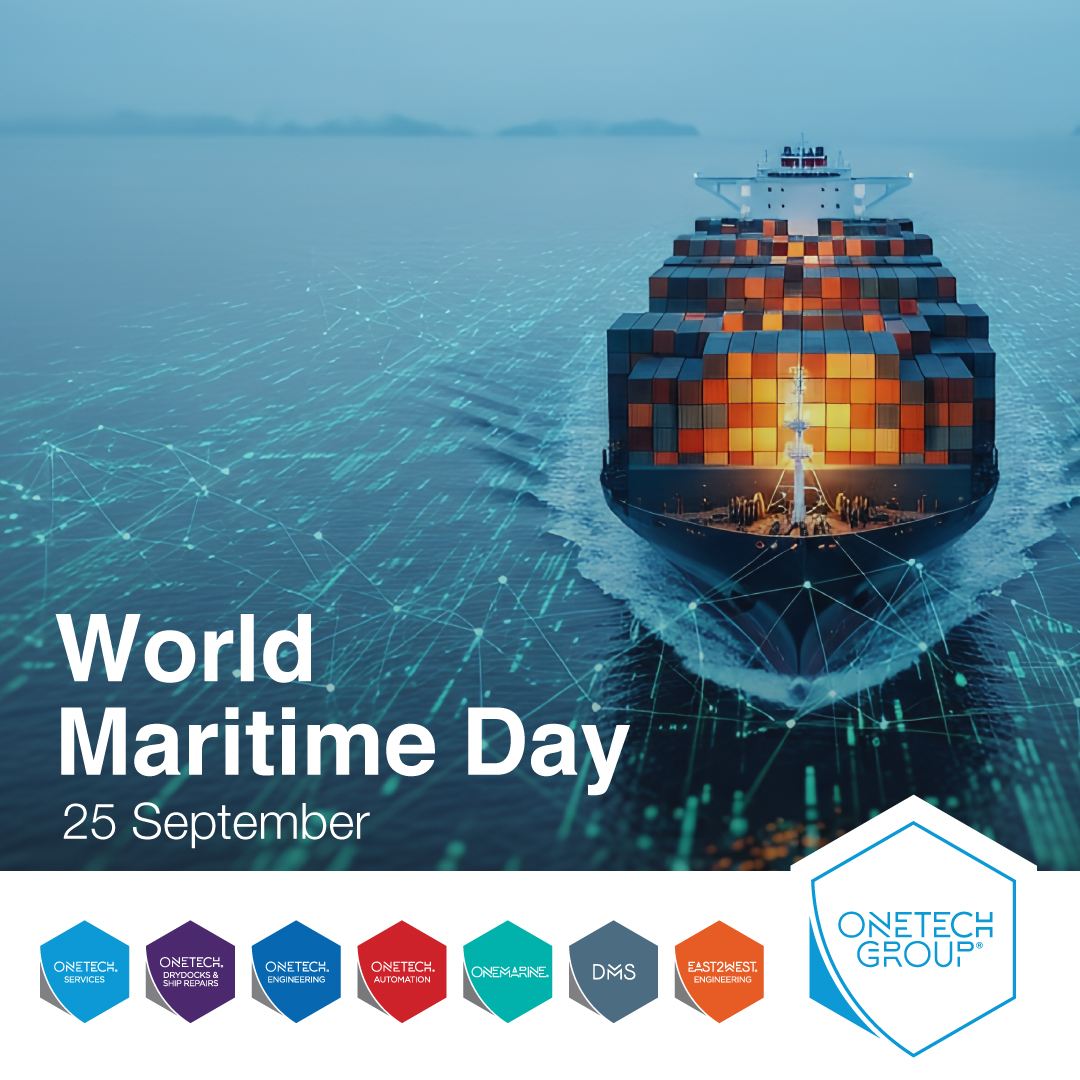 World
Maritime Day
25 September
ONETECH®
SERVICES
ONETECH®
DRYDOCKS &
SHIP REPAIRS
ONETECH®
ENGINEERING
ONETECH®
AUTOMATION
ONEMARINE®
DMS
EAST2WEST®
ENGINEERING
ONETECH
GROUP®